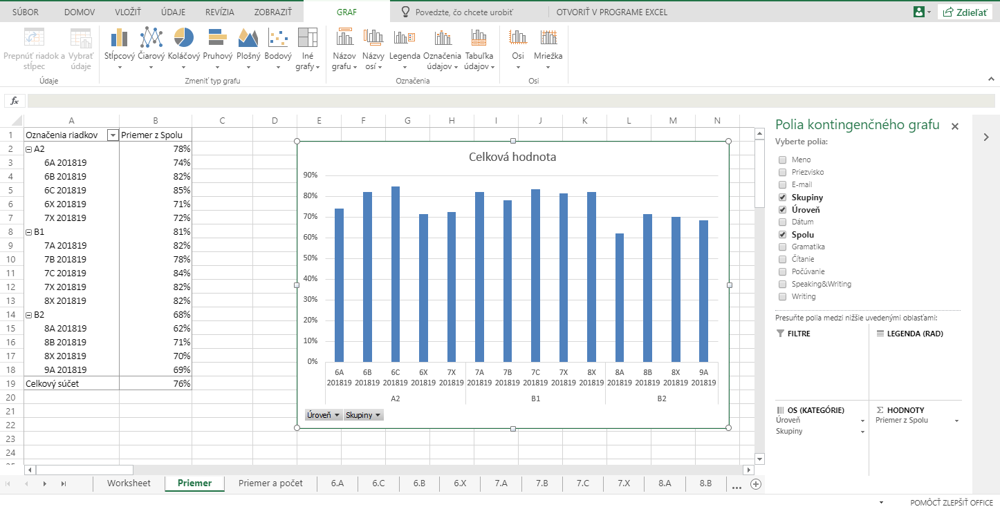 SÚBOR DOMOV VLOŽIŤ ÚDAJE REVÍZIA ZOBRAZIŤ GRAF Povedzte, čo chcete urobiť OTVORIŤ V PROGRAME EXCEL Zdieľať
Prepnúť riadok a stĺpec
Vybrať údaje
Stĺpcový
Čiarový
Koláčový
Pruhový
Plošný
Bodový
Iné grafy
Názov grafu
Názvy osí
Legenda
Označenia údajov
Tabuľka údajov
Osi
Mriežka
Údaje Zmeniť typ grafu Označenia Osi
fx
A B C D E F G H I J K L M N
1 Označenia riadkov Priemer z Spolu
2 A2 78%
3 6A 201819 74%
4 6B 201819 82%
5 6C 201819 85%
6 6X 201819 71%
7 7X 201819 72%
8 B1 81%
9 7A 201819 82%
10 7B 201819 78%
11 7C 201819 84%
12 7X 201819 82%
13 8X 201819 82%
14 B2 68%
15 8A 201819 62%
16 8B 201819 71%
17 8X 201819 70%
18 9A 201819 69%
19 Celkový súčet 76%
20
21
22
23
24
Celková hodnota
90%
80%
70%
60%
50%
40%
30%
20%
10%
0%
6A 6B 6C 6X 7X 7A 7B 7C 7X 8X 8A 8B 8X 9A
201819 201819 201819 201819 201819 201819 201819 201819 201819 201819 201819 201819 201819 201819
A2 B1 B2
Úroveň Skupiny
Polia kontingenčného grafu
Vyberte polia:
Meno
Priezvisko
E-mail
Skupiny
Úroveň
Dátum
Spolu
Gramatika
Čítanie
Počúvanie
Speaking&Writing
Writing
Presuňte polia medzi nižšie uvedenými oblasťami:
FILTRE LEGENDA (RAD)
OS (KATEGÓRIE) HODNOTY
Úroveň Priemer z Spolu
Skupiny
Worksheet Priemer Priemer a počet 6.A 6.C 6.B 6.X 7.A 7.B 7.C 7.X 8.A 8.B ...
POMÔCŤ ZLEPŠIŤ OFFICE